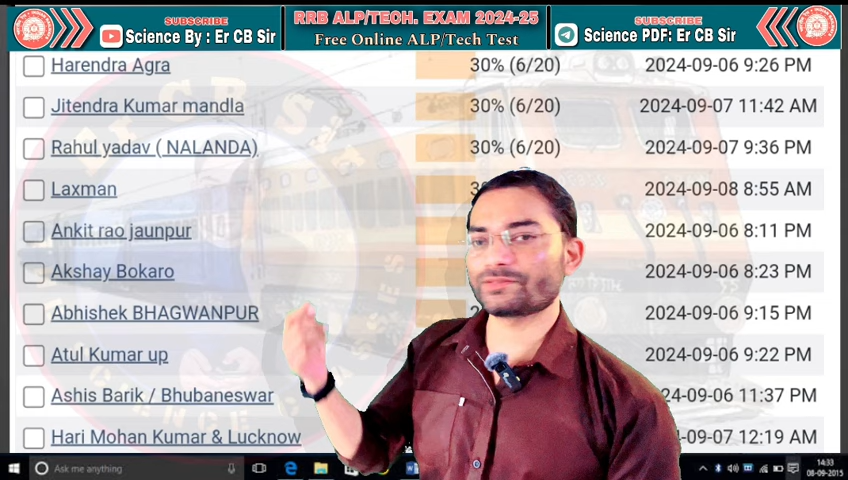 SUBSCRIBE
Science By : Er CB Sir
RRB ALP/TECH. EXAM 2024-25
Free Online ALP/Tech Test
SUBSCRIBE
Science PDF: Er CB Sir
Harendra Agra 30% (6/20) 2024-09-06 9:26 PM
Jitendra Kumar mandla 30% (6/20) 2024-09-07 11:42 AM
Rahul yadav ( NALANDA) 30% (6/20) 2024-09-07 9:36 PM
Laxman 2024-09-08 8:55 AM
Ankit rao jaunpur 2024-09-06 8:11 PM
Akshay Bokaro 2024-09-06 8:23 PM
Abhishek BHAGWANPUR 2024-09-06 9:15 PM
Atul Kumar up 2024-09-06 9:22 PM
Ashis Barik / Bhubaneswar 24-09-06 11:37 PM
Hari Mohan Kumar & Lucknow -09-07 12:19 AM
Ask me anything
14:33
08-09-2015